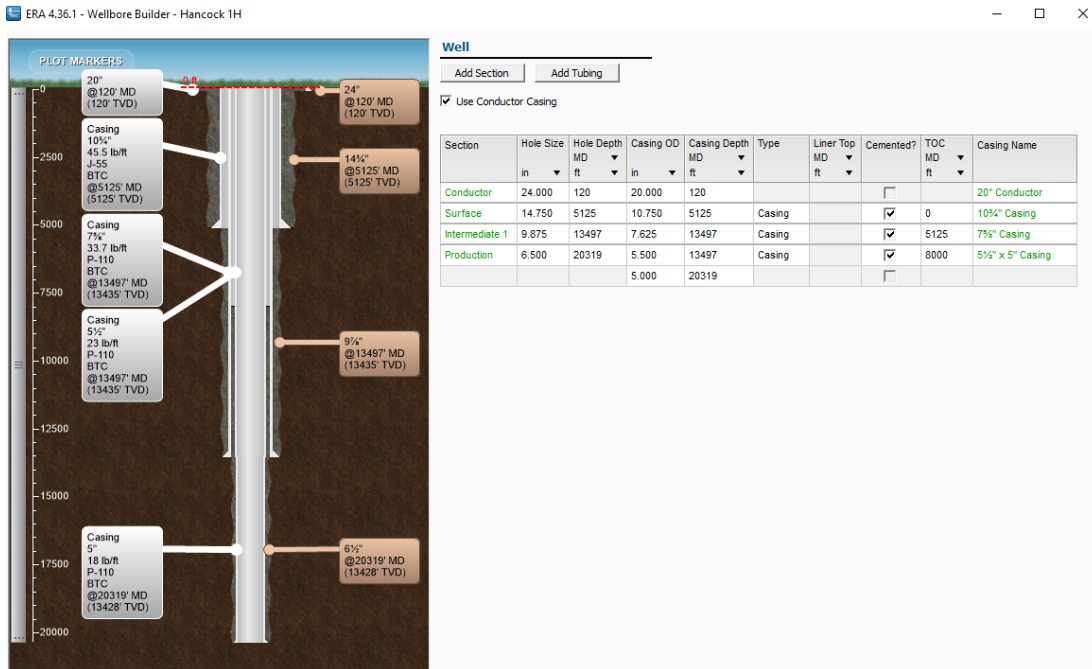 ERA 4.36.1 - Wellbore Builder - Hancock 1H
PLOT MARKERS
0 ft
0
2500
5000
7500
10000
12500
15000
17500
20000
20"
@120' MD
(120' TVD)
Casing
10¾"
45.5 lb/ft
J-55
BTC
@5125' MD
(5125' TVD)
Casing
7⅝"
33.7 lb/ft
P-110
BTC
@13497' MD
(13435' TVD)
Casing
5½"
23 lb/ft
P-110
BTC
@13497' MD
(13435' TVD)
Casing
5"
18 lb/ft
P-110
BTC
@20319' MD
(13428' TVD)
24"
@120' MD
(120' TVD)
14¾"
@5125' MD
(5125' TVD)
9⅞"
@13497' MD
(13435' TVD)
6½"
@20319' MD
(13428' TVD)
Well
Add Section Add Tubing
Use Conductor Casing
Section Hole Size Hole Depth Casing OD Casing Depth Type Liner Top Cemented? TOC Casing Name
MD MD MD MD
in ft in ft ft ft
Conductor 24.000 120 20.000 120 20" Conductor
Surface 14.750 5125 10.750 5125 Casing 0 10¾" Casing
Intermediate 1 9.875 13497 7.625 13497 Casing 5125 7⅝" Casing
Production 6.500 20319 5.500 13497 Casing 8000 5½" x 5" Casing
5.000 20319